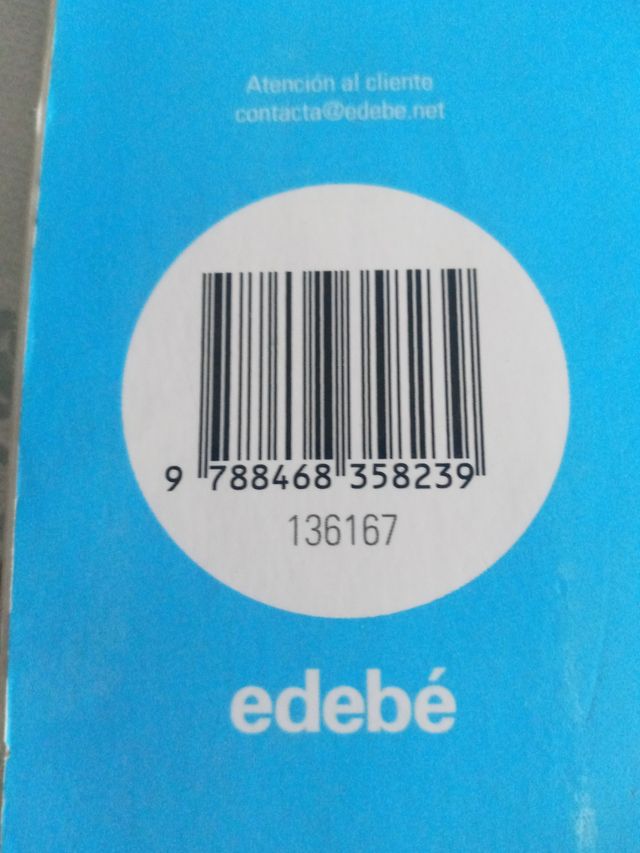 Atención al cliente
contacta@edebe.net
9 788468 358239
136167
edebé